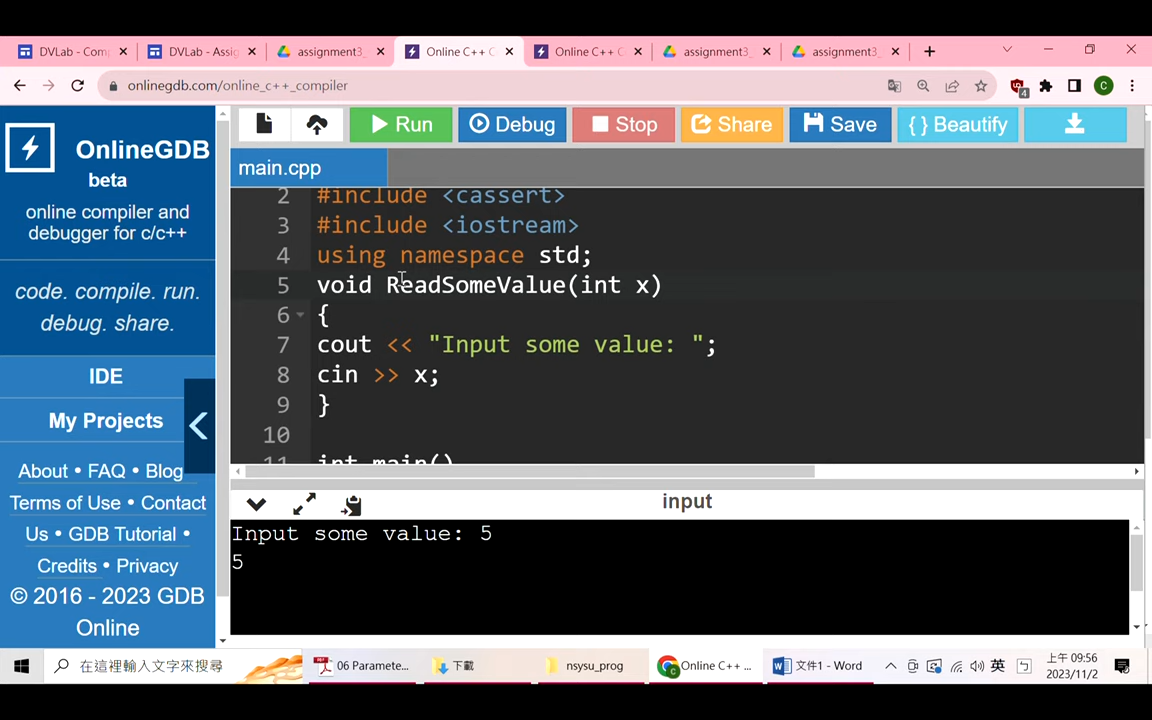 DVLab - Com
DVLab - Assig
assignment3_
Online C++ C
Online C++ C
assignment3_
assignment3_
onlinegdb.com/online_c++_compiler
4
C
OnlineGDB
beta
online compiler and
debugger for c/c++
code. compile. run.
debug. share.
IDE
My Projects
About • FAQ • Blog
Terms of Use • Contact
Us • GDB Tutorial •
Credits • Privacy
© 2016 - 2023 GDB
Online
Run
Debug
Stop
Share
Save
{ } Beautify
main.cpp
2 #include <cassert>
3 #include <iostream>
4 using namespace std;
5 void ReadSomeValue(int x)
6 {
7 cout << "Input some value: ";
8 cin >> x;
9 }
10
11 int main()
input
Input some value: 5
5
在這裡輸入文字來搜尋
06 Paramete...
下載
nsysu_prog
Online C++ ...
文件1 - Word
英
上午 09:56
2023/11/2